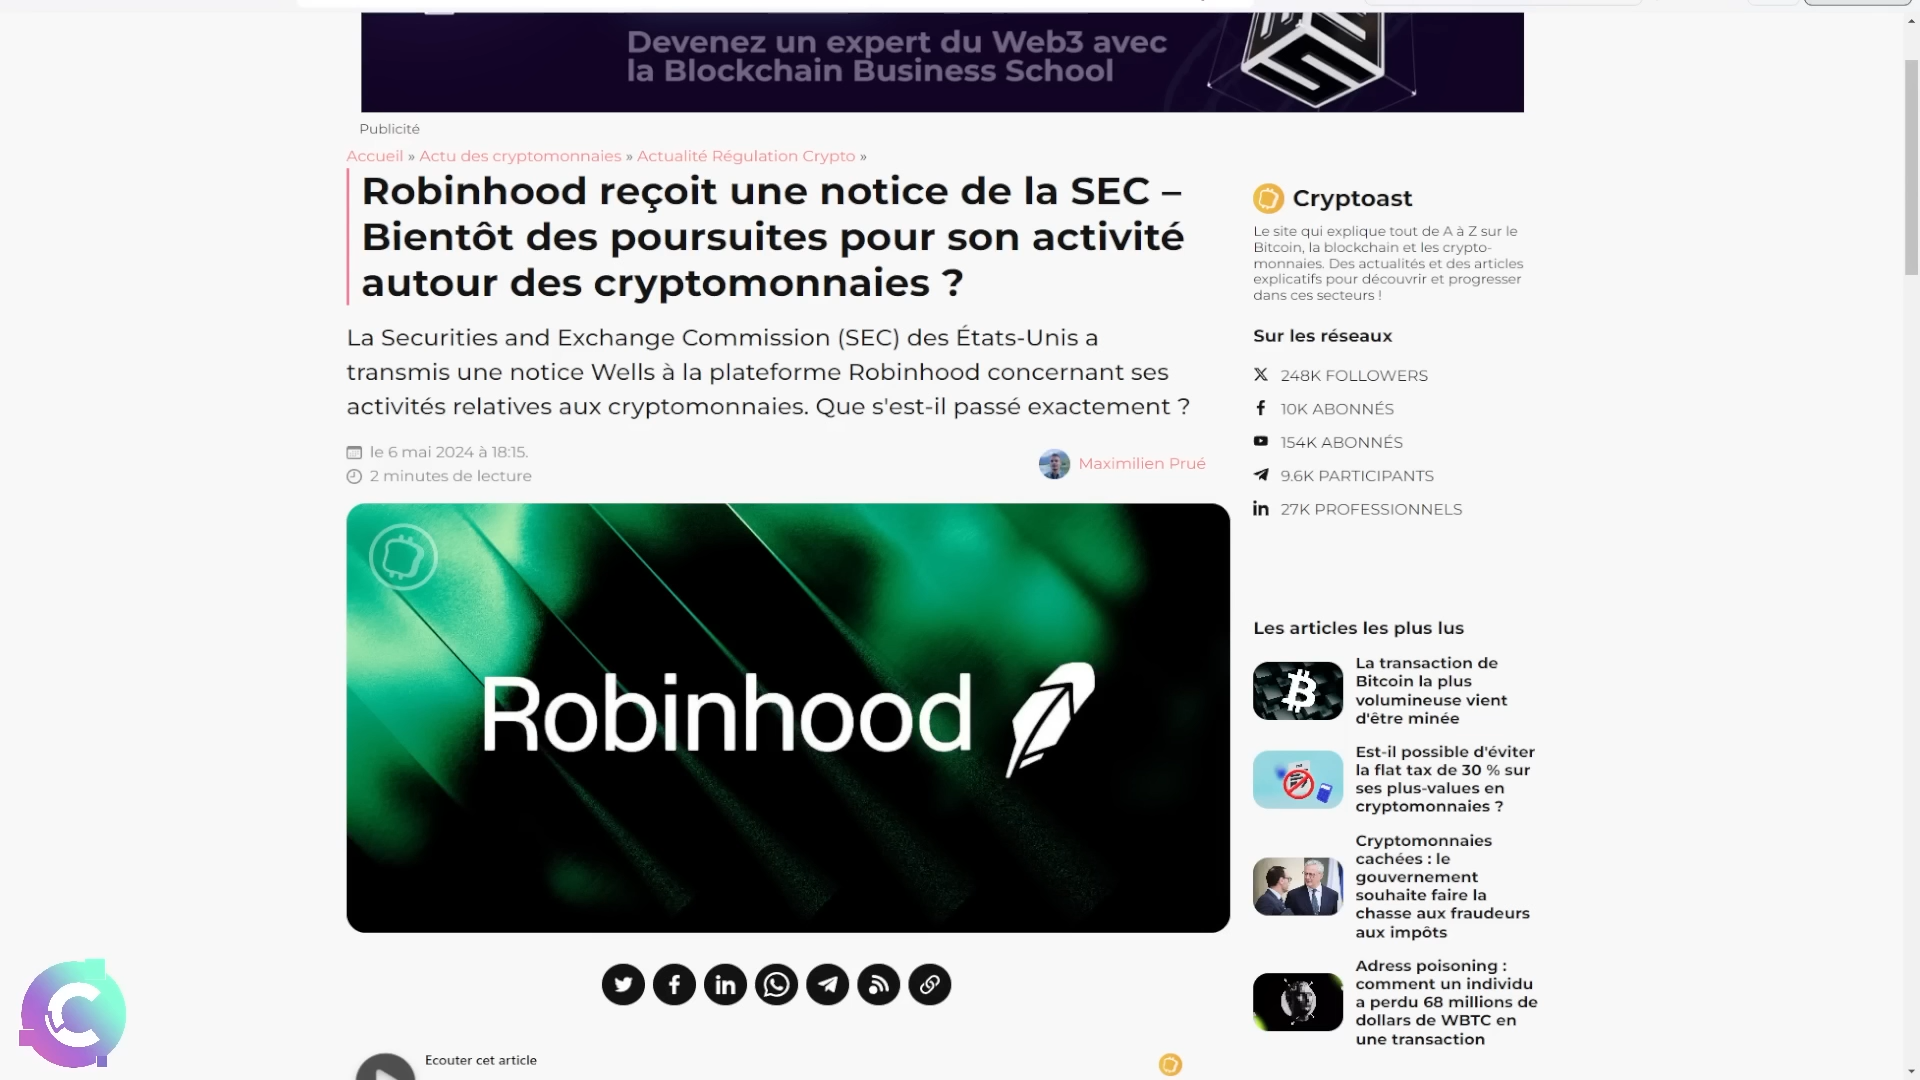 Devenez un expert du Web3 avec
la Blockchain Business School
Publicité
Accueil » Actu des cryptomonnaies » Actualité Régulation Crypto »
Robinhood reçoit une notice de la SEC –
Bientôt des poursuites pour son activité
autour des cryptomonnaies ?
La Securities and Exchange Commission (SEC) des États-Unis a
transmis une notice Wells à la plateforme Robinhood concernant ses
activités relatives aux cryptomonnaies. Que s'est-il passé exactement ?
le 6 mai 2024 à 18:15.
2 minutes de lecture
Maximilien Prué
Robinhood
Ecouter cet article
Cryptoast
Le site qui explique tout de A à Z sur le
Bitcoin, la blockchain et les crypto-
monnaies. Des actualités et des articles
explicatifs pour découvrir et progresser
dans ces secteurs !
Sur les réseaux
248K FOLLOWERS
10K ABONNÉS
154K ABONNÉS
9.6K PARTICIPANTS
27K PROFESSIONNELS
Les articles les plus lus
La transaction de
Bitcoin la plus
volumineuse vient
d'être minée
Est-il possible d'éviter
la flat tax de 30 % sur
ses plus-values en
cryptomonnaies ?
Cryptomonnaies
cachées : le
gouvernement
souhaite faire la
chasse aux fraudeurs
aux impôts
Adress poisoning :
comment un individu
a perdu 68 millions de
dollars de WBTC en
une transaction